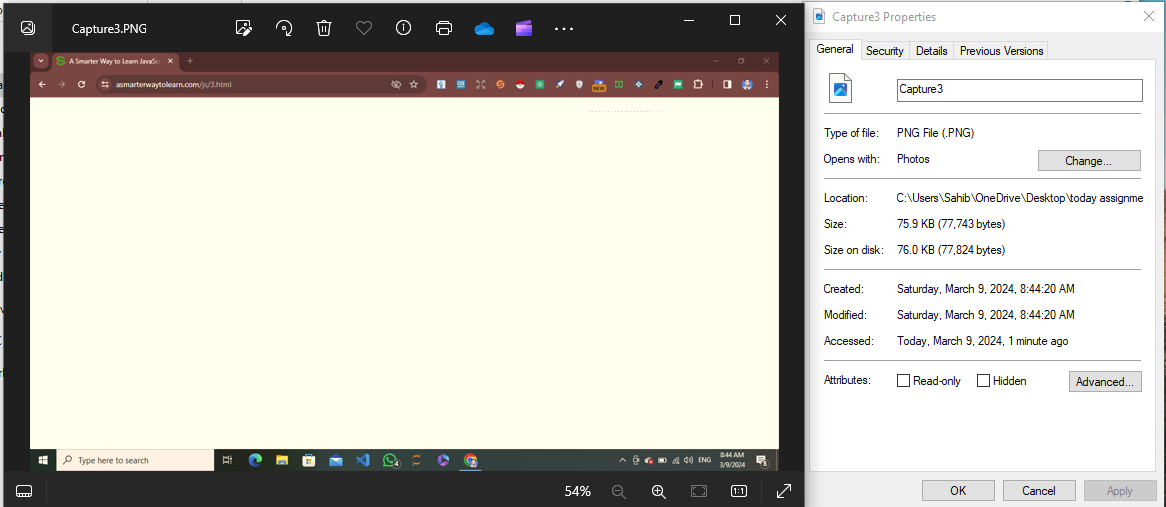 Capture3.PNG
A Smarter Way to Learn JavaSc
asmarterwaytolearn.com/js/3.html
NEW
Type here to search
4
ENG
8:44 AM
3/9/2024
8
54%
1:1
Capture3 Properties
General
Security
Details
Previous Versions
Capture3
Type of file:
PNG File (.PNG)
Opens with:
Photos
Change...
Location:
C:\Users\Sahib\OneDrive\Desktop\today assignme
Size:
75.9 KB (77,743 bytes)
Size on disk:
76.0 KB (77,824 bytes)
Created:
Saturday, March 9, 2024, 8:44:20 AM
Modified:
Saturday, March 9, 2024, 8:44:20 AM
Accessed:
Today, March 9, 2024, 1 minute ago
Attributes:
Read-only
Hidden
Advanced...
OK
Cancel
Apply